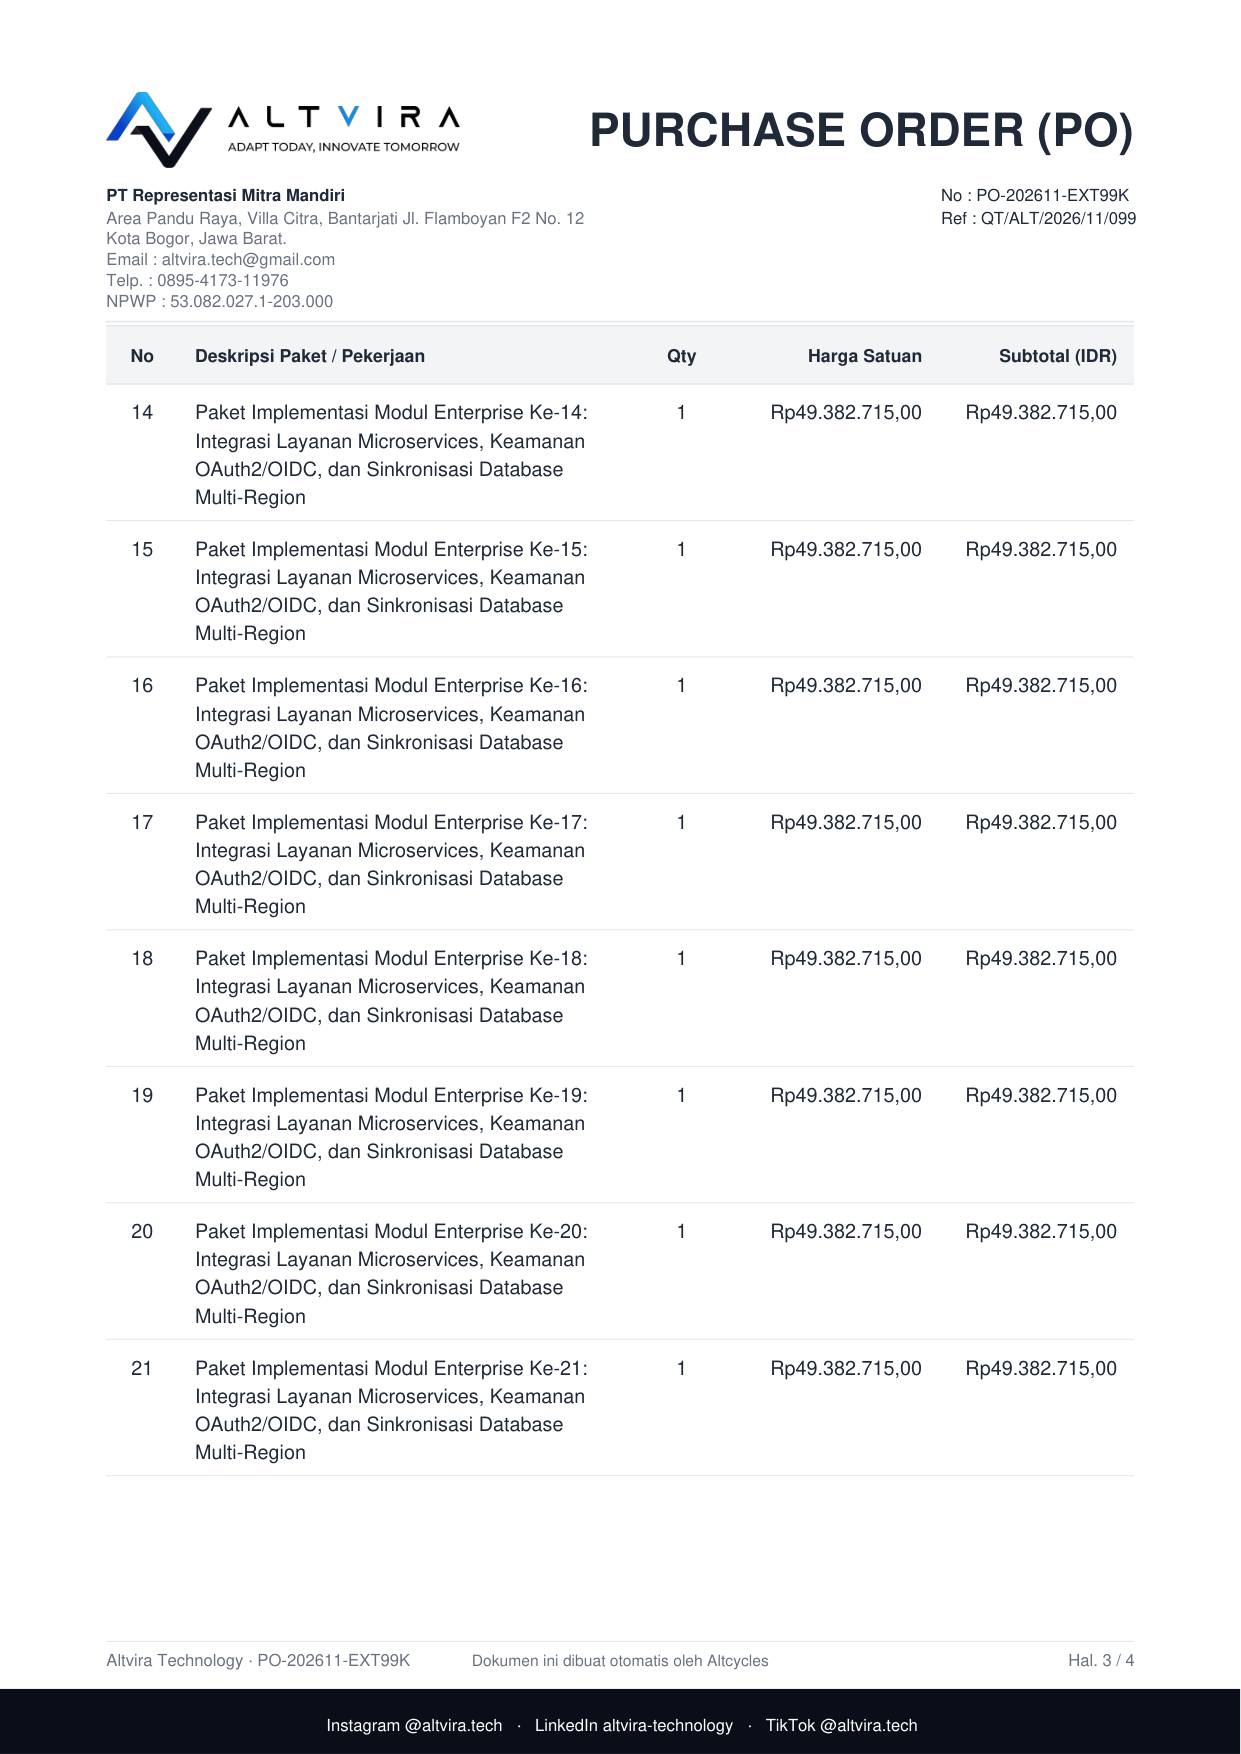 ALTVIRA
ADAPT TODAY, INNOVATE TOMORROW
PURCHASE ORDER (PO)
PT Representasi Mitra Mandiri
Area Pandu Raya, Villa Citra, Bantarjati Jl. Flamboyan F2 No. 12
Kota Bogor, Jawa Barat.
Email : altvira.tech@gmail.com
Telp. : 0895-4173-11976
NPWP : 53.082.027.1-203.000
No : PO-202611-EXT99K
Ref : QT/ALT/2026/11/099
No Deskripsi Paket / Pekerjaan Qty Harga Satuan Subtotal (IDR)
14 Paket Implementasi Modul Enterprise Ke-14: 1 Rp49.382.715,00 Rp49.382.715,00
Integrasi Layanan Microservices, Keamanan
OAuth2/OIDC, dan Sinkronisasi Database
Multi-Region
15 Paket Implementasi Modul Enterprise Ke-15: 1 Rp49.382.715,00 Rp49.382.715,00
Integrasi Layanan Microservices, Keamanan
OAuth2/OIDC, dan Sinkronisasi Database
Multi-Region
16 Paket Implementasi Modul Enterprise Ke-16: 1 Rp49.382.715,00 Rp49.382.715,00
Integrasi Layanan Microservices, Keamanan
OAuth2/OIDC, dan Sinkronisasi Database
Multi-Region
17 Paket Implementasi Modul Enterprise Ke-17: 1 Rp49.382.715,00 Rp49.382.715,00
Integrasi Layanan Microservices, Keamanan
OAuth2/OIDC, dan Sinkronisasi Database
Multi-Region
18 Paket Implementasi Modul Enterprise Ke-18: 1 Rp49.382.715,00 Rp49.382.715,00
Integrasi Layanan Microservices, Keamanan
OAuth2/OIDC, dan Sinkronisasi Database
Multi-Region
19 Paket Implementasi Modul Enterprise Ke-19: 1 Rp49.382.715,00 Rp49.382.715,00
Integrasi Layanan Microservices, Keamanan
OAuth2/OIDC, dan Sinkronisasi Database
Multi-Region
20 Paket Implementasi Modul Enterprise Ke-20: 1 Rp49.382.715,00 Rp49.382.715,00
Integrasi Layanan Microservices, Keamanan
OAuth2/OIDC, dan Sinkronisasi Database
Multi-Region
21 Paket Implementasi Modul Enterprise Ke-21: 1 Rp49.382.715,00 Rp49.382.715,00
Integrasi Layanan Microservices, Keamanan
OAuth2/OIDC, dan Sinkronisasi Database
Multi-Region
Altvira Technology · PO-202611-EXT99K Dokumen ini dibuat otomatis oleh Altcycles Hal. 3 / 4
Instagram @altvira.tech · LinkedIn altvira-technology · TikTok @altvira.tech